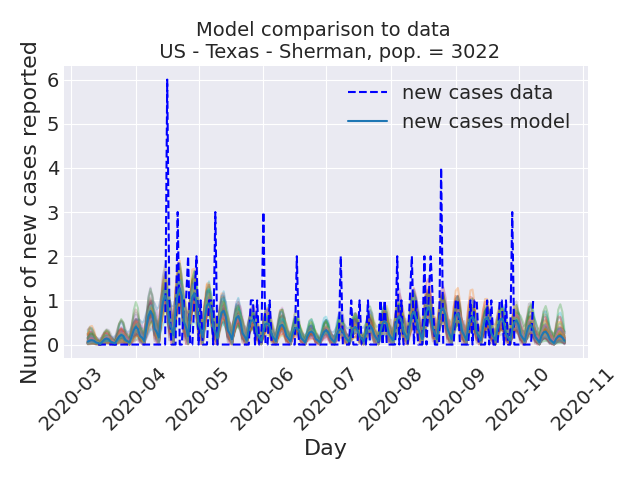 Model comparison to data
US - Texas - Sherman, pop. = 3022
Number of new cases reported
6
5
4
3
2
1
0
new cases data
new cases model
2020-03
2020-04
2020-05
2020-06
2020-07
2020-08
2020-09
2020-10
2020-11
Day